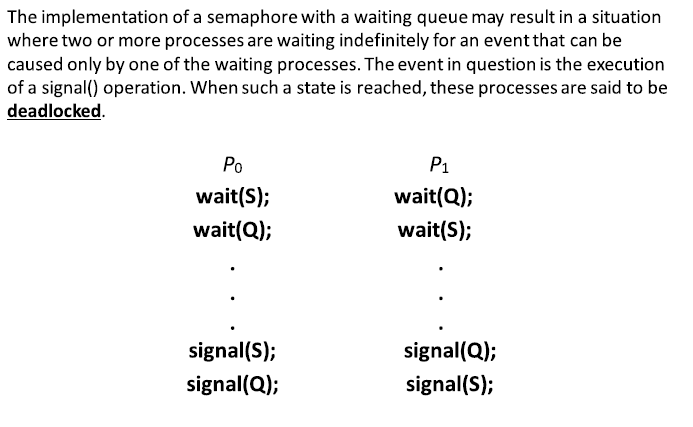 The implementation of a semaphore with a waiting queue may result in a situation
where two or more processes are waiting indefinitely for an event that can be
caused only by one of the waiting processes. The event in question is the execution
of a signal() operation. When such a state is reached, these processes are said to be
deadlocked.
P0 P1
wait(S); wait(Q);
wait(Q); wait(S);
. .
. .
. .
signal(S); signal(Q);
signal(Q); signal(S);